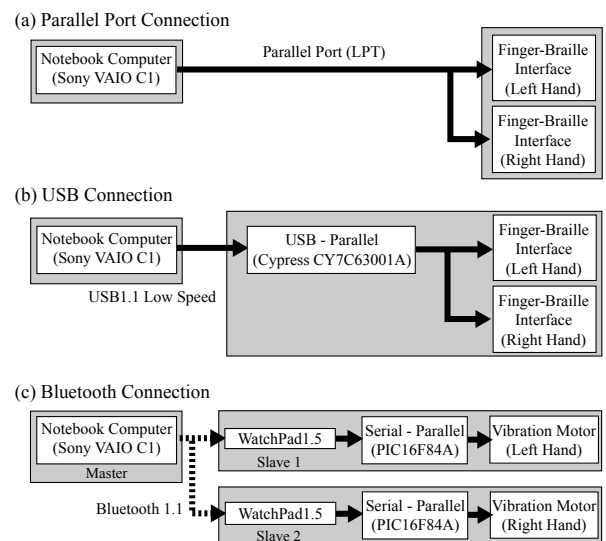 (a) Parallel Port Connection
Notebook Computer
(Sony VAIO C1)
Parallel Port (LPT)
Finger-Braille
Interface
(Left Hand)
Finger-Braille
Interface
(Right Hand)
(b) USB Connection
Notebook Computer
(Sony VAIO C1)
USB1.1 Low Speed
USB - Parallel
(Cypress CY7C63001A)
Finger-Braille
Interface
(Left Hand)
Finger-Braille
Interface
(Right Hand)
(c) Bluetooth Connection
Notebook Computer
(Sony VAIO C1)
Master
Bluetooth 1.1
WatchPad1.5
Slave 1
Serial - Parallel
(PIC16F84A)
Vibration Motor
(Left Hand)
WatchPad1.5
Slave 2
Serial - Parallel
(PIC16F84A)
Vibration Motor
(Right Hand)